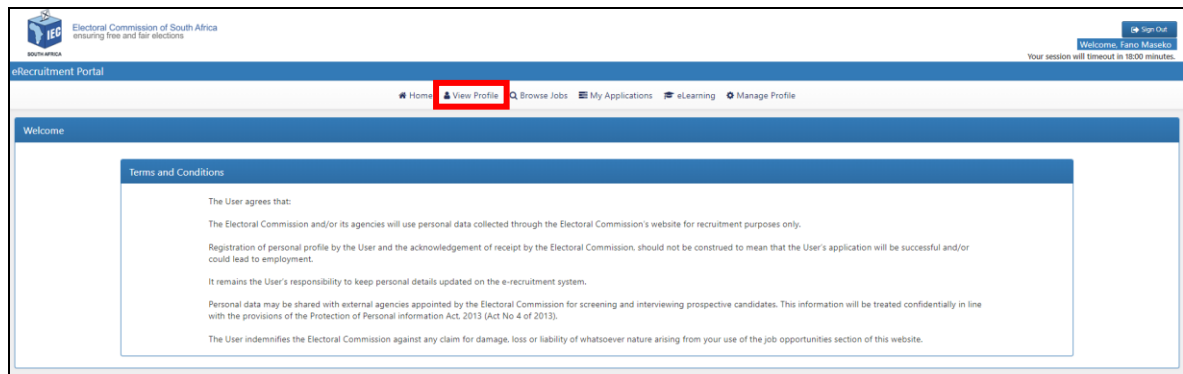 IEC
SOUTH AFRICA
Electoral Commission of South Africa
ensuring free and fair elections
Sign Out
Welcome, Fano Maseko
Your session will timeout in 18:00 minutes.
eRecruitment Portal
Home View Profile Browse Jobs My Applications eLearning Manage Profile
Welcome
Terms and Conditions
The User agrees that:
The Electoral Commission and/or its agencies will use personal data collected through the Electoral Commission's website for recruitment purposes only.
Registration of personal profile by the User and the acknowledgement of receipt by the Electoral Commission, should not be construed to mean that the User's application will be successful and/or
could lead to employment.
It remains the User's responsibility to keep personal details updated on the e-recruitment system.
Personal data may be shared with external agencies appointed by the Electoral Commission for screening and interviewing prospective candidates. This information will be treated confidentially in line
with the provisions of the Protection of Personal information Act, 2013 (Act No 4 of 2013).
The User indemnifies the Electoral Commission against any claim for damage, loss or liability of whatsoever nature arising from your use of the job opportunities section of this website.